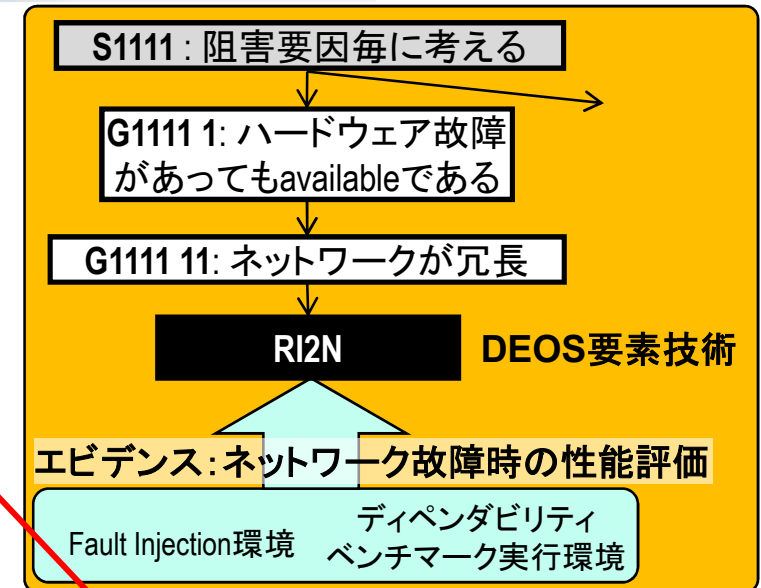 S1111 : 阻害要因毎に考える
G1111 1: ハードウェア故障
があってもavailableである
G1111 11: ネットワークが冗長
RI2N
DEOS要素技術
エビデンス:ネットワーク故障時の性能評価
Fault Injection環境
ディペンダビリティ
ベンチマーク実行環境